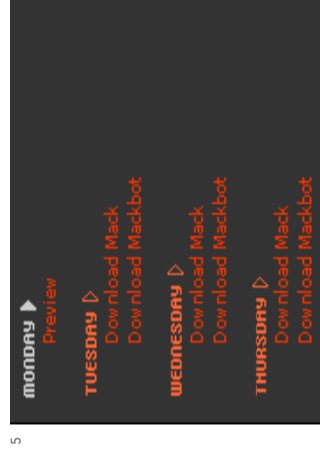 MONDAY ▶
Preview
TUESDAY ▷
Download Mack
Download Mackbot
WEDNESDAY ▷
Download Mack
Download Mackbot
THURSDAY ▷
Download Mack
Download Mackbot
5